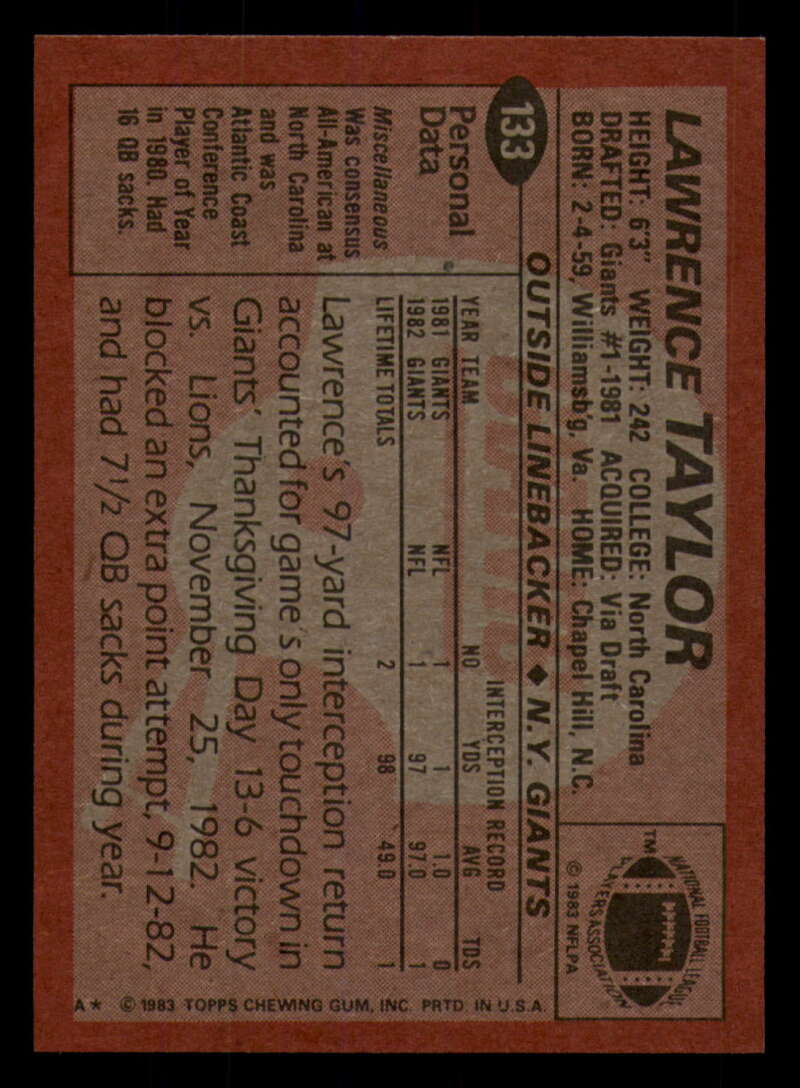 LAWRENCE TAYLOR
HEIGHT: 6'3" WEIGHT: 242 COLLEGE: North Carolina
DRAFTED: Giants #1-1981 ACQUIRED: Via Draft
BORN: 2-4-59, Williamsb'g, Va. HOME: Chapel Hill, N.C.
NATIONAL FOOTBALL LEAGUE
PLAYERS ASSOCIATION
TM
© 1983 NFLPA
133
OUTSIDE LINEBACKER ♦ N.Y. GIANTS
Personal
Data
Miscellaneous
Was consensus
All-American at
North Carolina
and was
Atlantic Coast
Conference
Player of Year
in 1980. Had
16 QB sacks.
INTERCEPTION RECORD
YEAR TEAM NO YDS AVG TDS
1981 GIANTS NFL 1 1 1.0 0
1982 GIANTS NFL 1 97 97.0 1
LIFETIME TOTALS 2 98 49.0 1
Lawrence's 97-yard interception return
accounted for game's only touchdown in
Giants' Thanksgiving Day 13-6 victory
vs. Lions, November 25, 1982. He
blocked an extra point attempt, 9-12-82,
and had 7½ QB sacks during year.
A* © 1983 TOPPS CHEWING GUM, INC. PRTD. IN U.S.A.